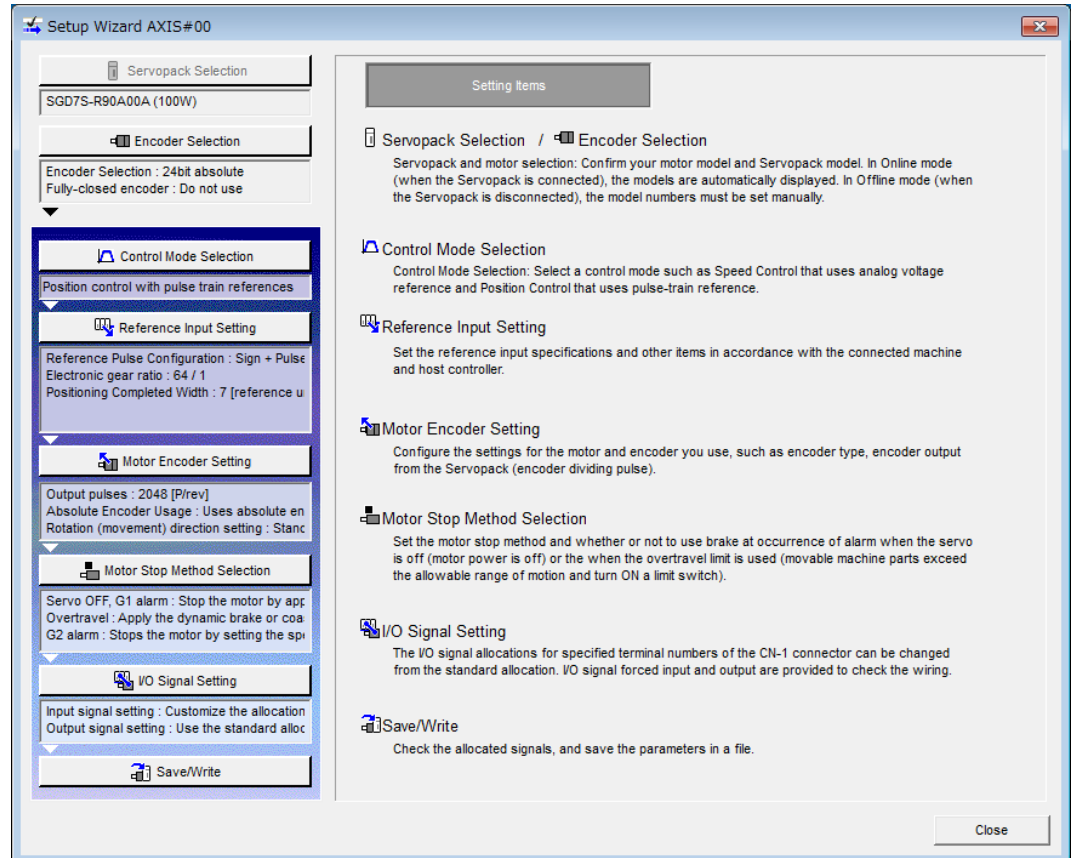 Setup Wizard AXIS#00
Servopack Selection
SGD7S-R90A00A (100W)
Encoder Selection
Encoder Selection : 24bit absolute
Fully-closed encoder : Do not use
Control Mode Selection
Position control with pulse train references
Reference Input Setting
Reference Pulse Configuration : Sign + Pulse
Electronic gear ratio : 64 / 1
Positioning Completed Width : 7 [reference u
Motor Encoder Setting
Output pulses : 2048 [P/rev]
Absolute Encoder Usage : Uses absolute en
Rotation (movement) direction setting : Stanc
Motor Stop Method Selection
Servo OFF, G1 alarm : Stop the motor by app
Overtravel : Apply the dynamic brake or coa
G2 alarm : Stops the motor by setting the sp
I/O Signal Setting
Input signal setting : Customize the allocation
Output signal setting : Use the standard alloc
Save/Write
Setting Items
Servopack Selection / Encoder Selection
Servopack and motor selection: Confirm your motor model and Servopack model. In Online mode
(when the Servopack is connected), the models are automatically displayed. In Offline mode (when
the Servopack is disconnected), the model numbers must be set manually.
Control Mode Selection
Control Mode Selection: Select a control mode such as Speed Control that uses analog voltage
reference and Position Control that uses pulse-train reference.
Reference Input Setting
Set the reference input specifications and other items in accordance with the connected machine
and host controller.
Motor Encoder Setting
Configure the settings for the motor and encoder you use, such as encoder type, encoder output
from the Servopack (encoder dividing pulse).
Motor Stop Method Selection
Set the motor stop method and whether or not to use brake at occurrence of alarm when the servo
is off (motor power is off) or the when the overtravel limit is used (movable machine parts exceed
the allowable range of motion and turn ON a limit switch).
I/O Signal Setting
The I/O signal allocations for specified terminal numbers of the CN-1 connector can be changed
from the standard allocation. I/O signal forced input and output are provided to check the wiring.
Save/Write
Check the allocated signals, and save the parameters in a file.
Close